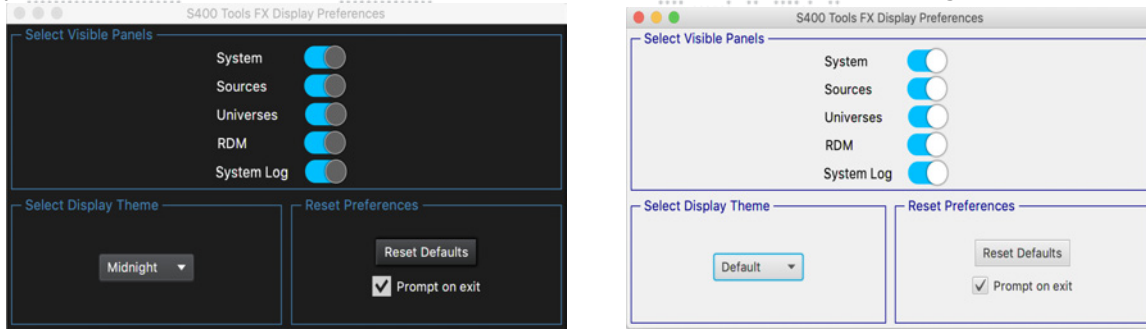 S400 Tools FX Display Preferences
Select Visible Panels
System
Sources
Universes
RDM
System Log
Select Display Theme
Midnight
Reset Preferences
Reset Defaults
Prompt on exit
S400 Tools FX Display Preferences
Select Visible Panels
System
Sources
Universes
RDM
System Log
Select Display Theme
Default
Reset Preferences
Reset Defaults
Prompt on exit